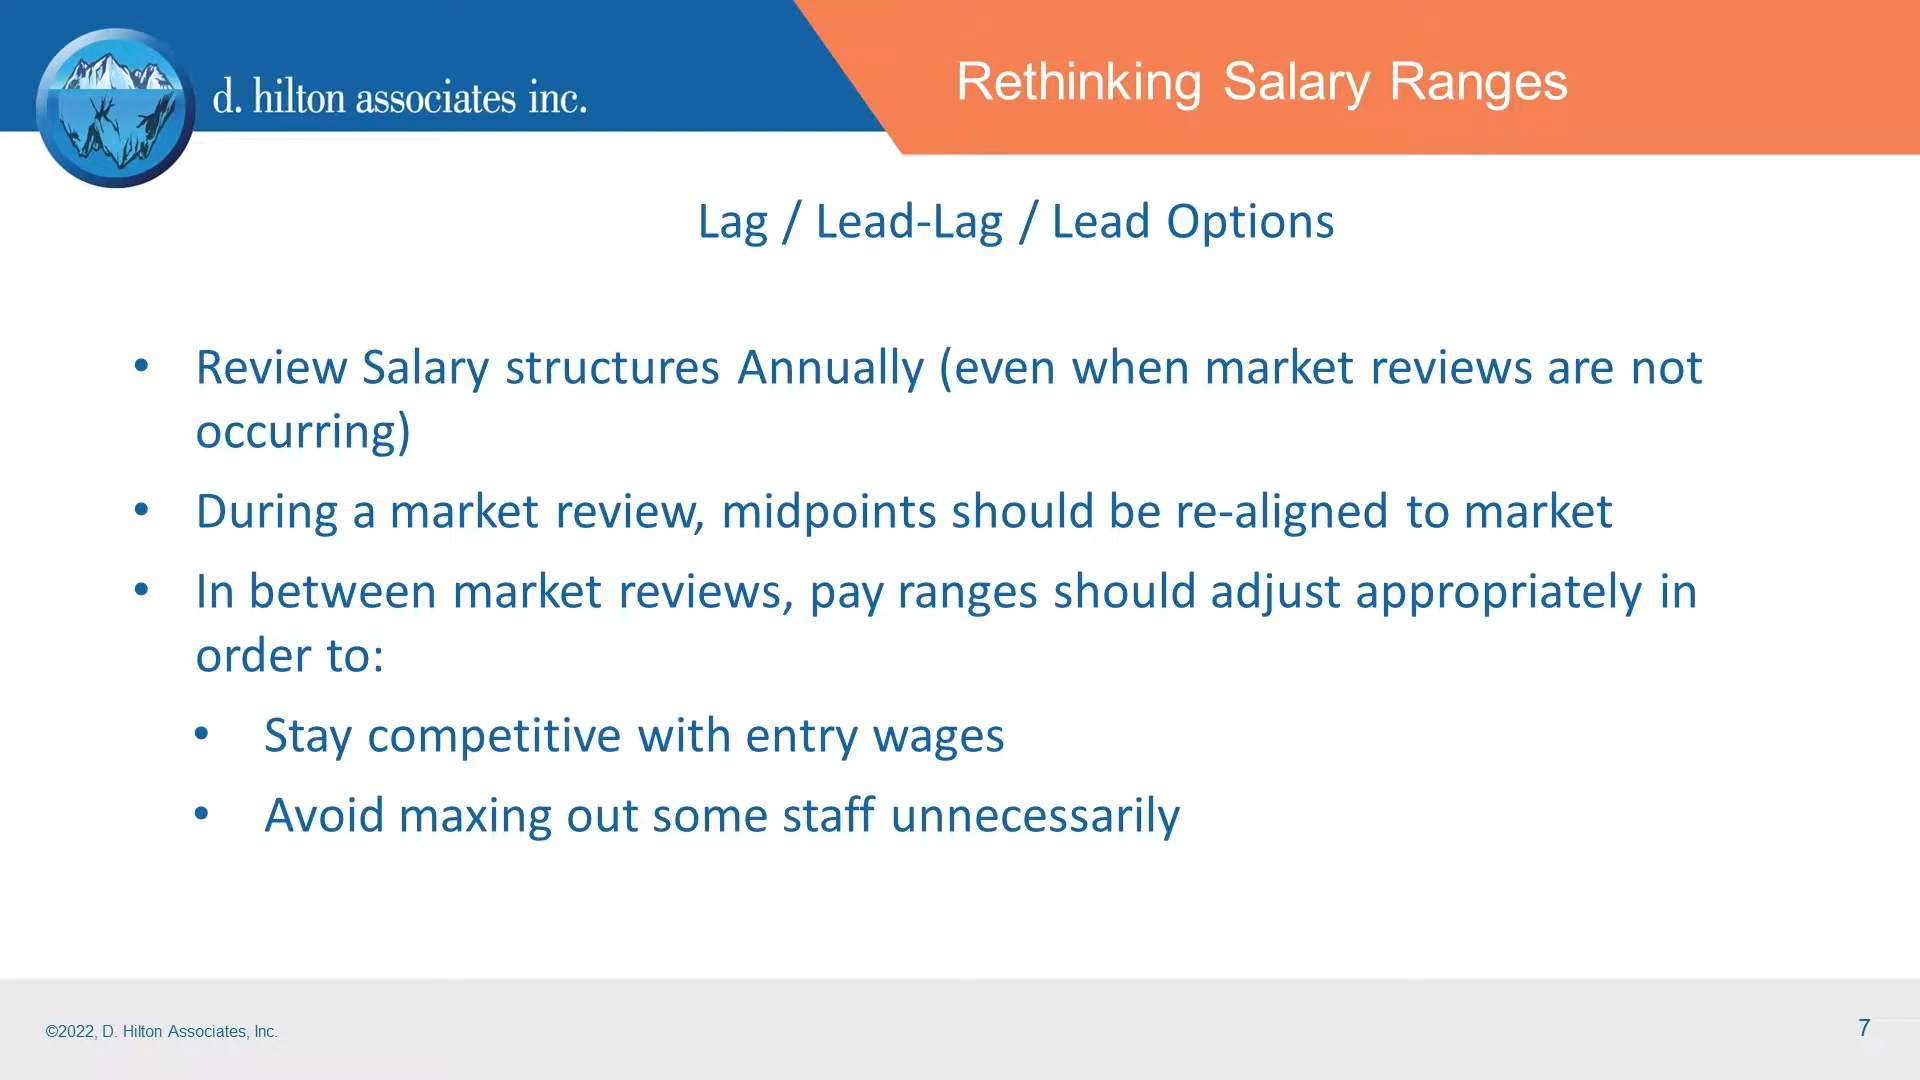 d. hilton associates inc.
Rethinking Salary Ranges
Lag / Lead-Lag / Lead Options
• Review Salary structures Annually (even when market reviews are not
occurring)
• During a market review, midpoints should be re-aligned to market
• In between market reviews, pay ranges should adjust appropriately in
order to:
• Stay competitive with entry wages
• Avoid maxing out some staff unnecessarily
©2022, D. Hilton Associates, Inc.
7